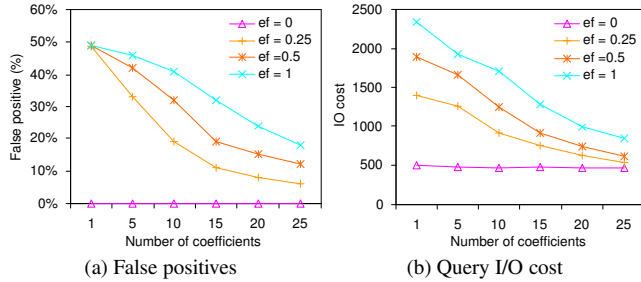 60%
50%
40%
30%
20%
10%
0%
False positive (%)
ef = 0
ef = 0.25
ef =0.5
ef = 1
1 5 10 15 20 25
Number of coefficients
(a) False positives
2500
2000
1500
1000
500
0
IO cost
ef = 0
ef = 0.25
ef = 0.5
ef = 1
1 5 10 15 20 25
Number of coefficients
(b) Query I/O cost